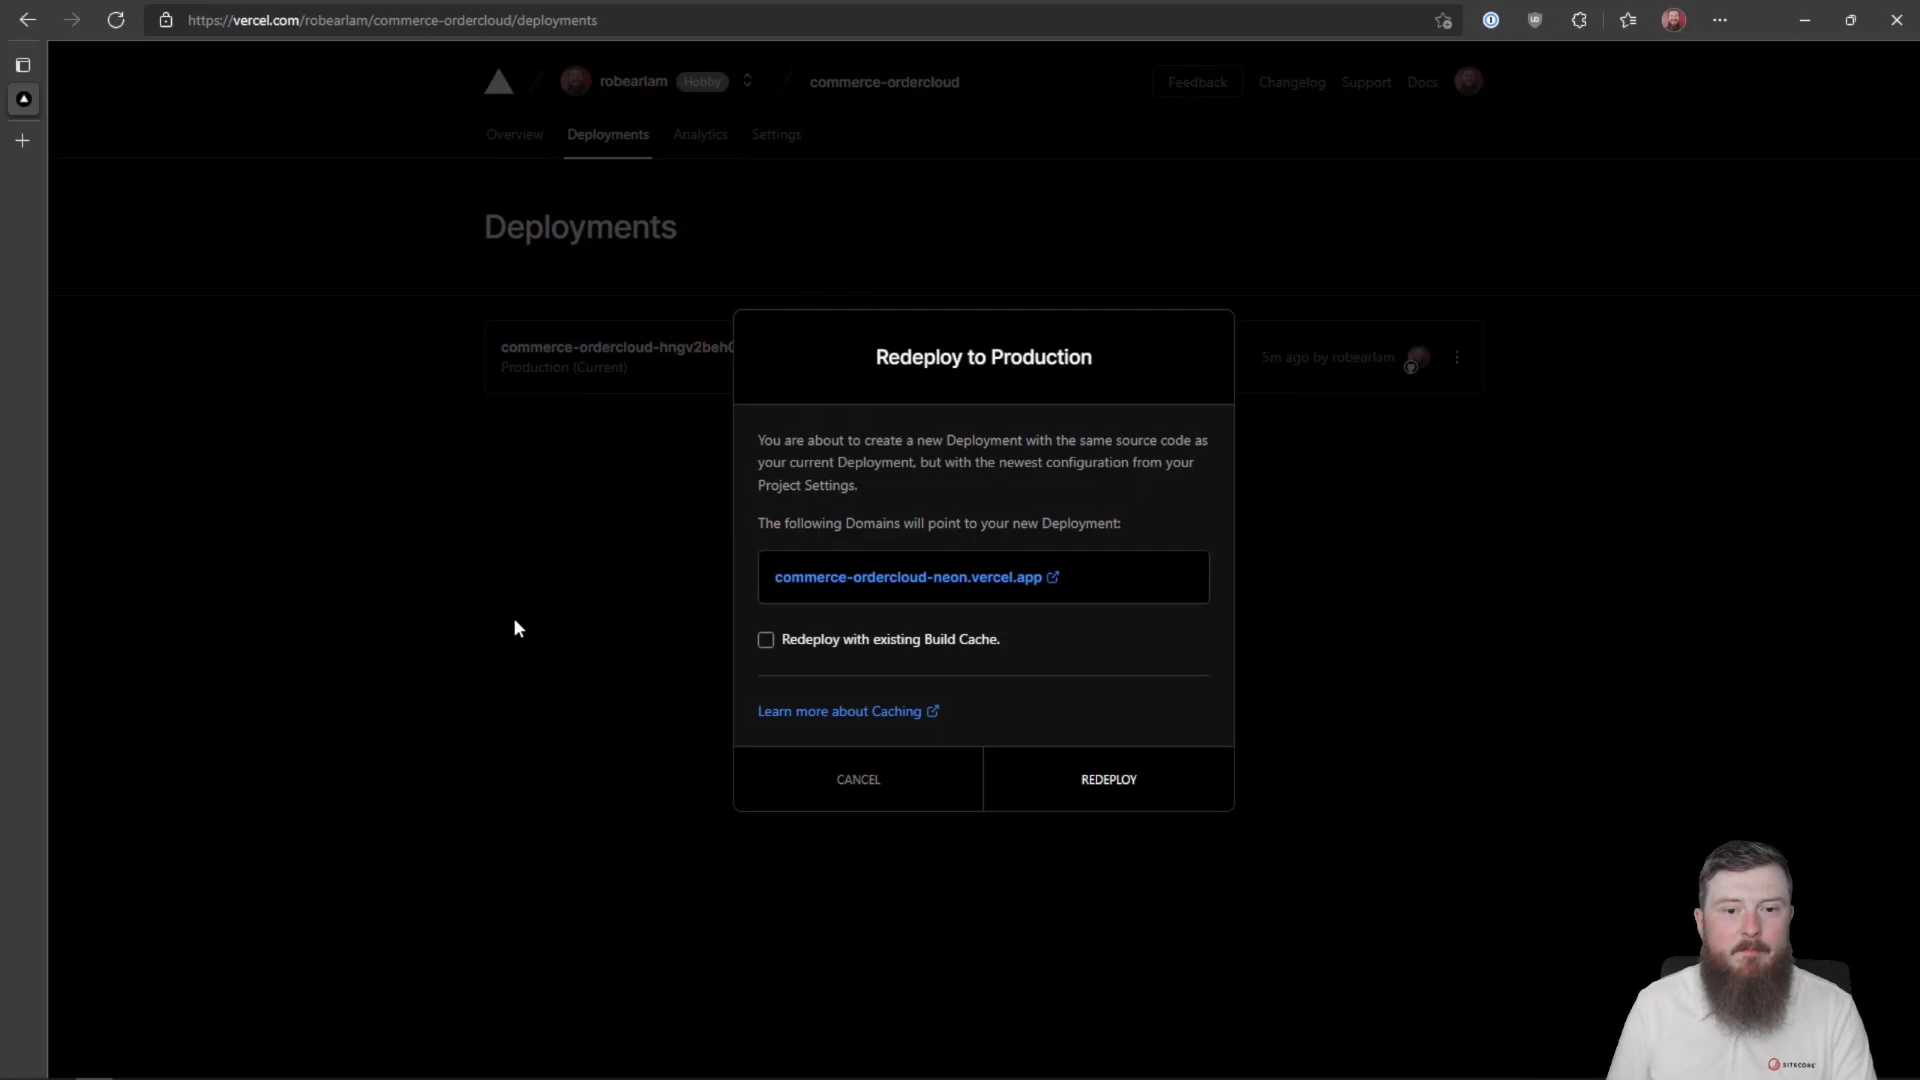 https://vercel.com/robearlam/commerce-ordercloud/deployments
robearlam Hobby commerce-ordercloud Feedback Changelog Support Docs
Overview Deployments Analytics Settings
Deployments
commerce-ordercloud-hngv2beh
Production (Current)
5m ago by robearlam
Redeploy to Production
You are about to create a new Deployment with the same source code as
your current Deployment, but with the newest configuration from your
Project Settings.
The following Domains will point to your new Deployment:
commerce-ordercloud-neon.vercel.app
Redeploy with existing Build Cache.
Learn more about Caching
CANCEL REDEPLOY
SITECORE